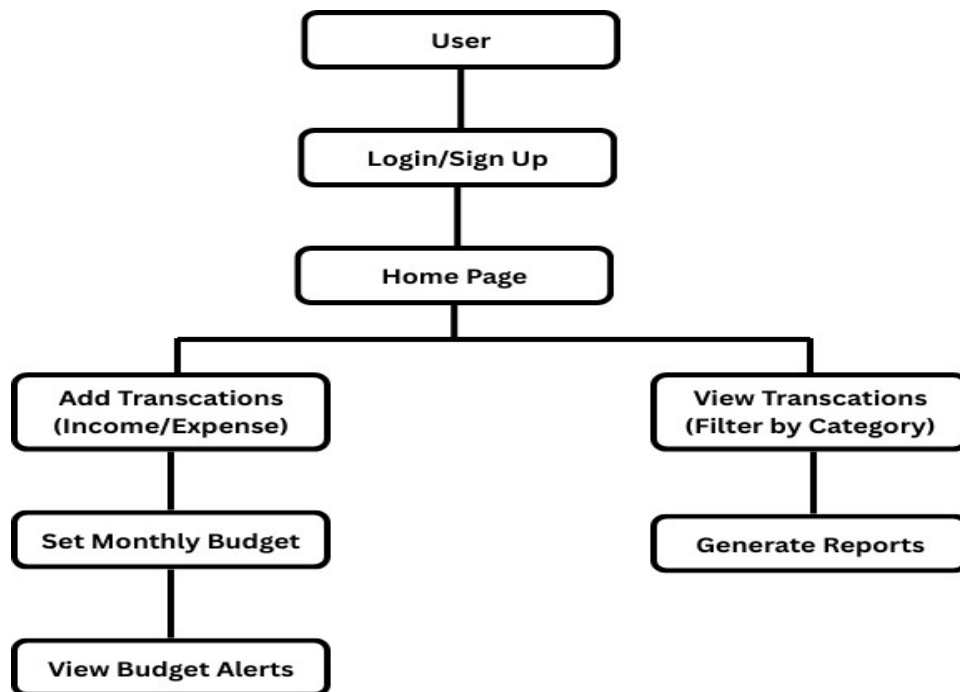 User
Login/Sign Up
Home Page
Add Transcations
(Income/Expense)
View Transcations
(Filter by Category)
Set Monthly Budget
Generate Reports
View Budget Alerts